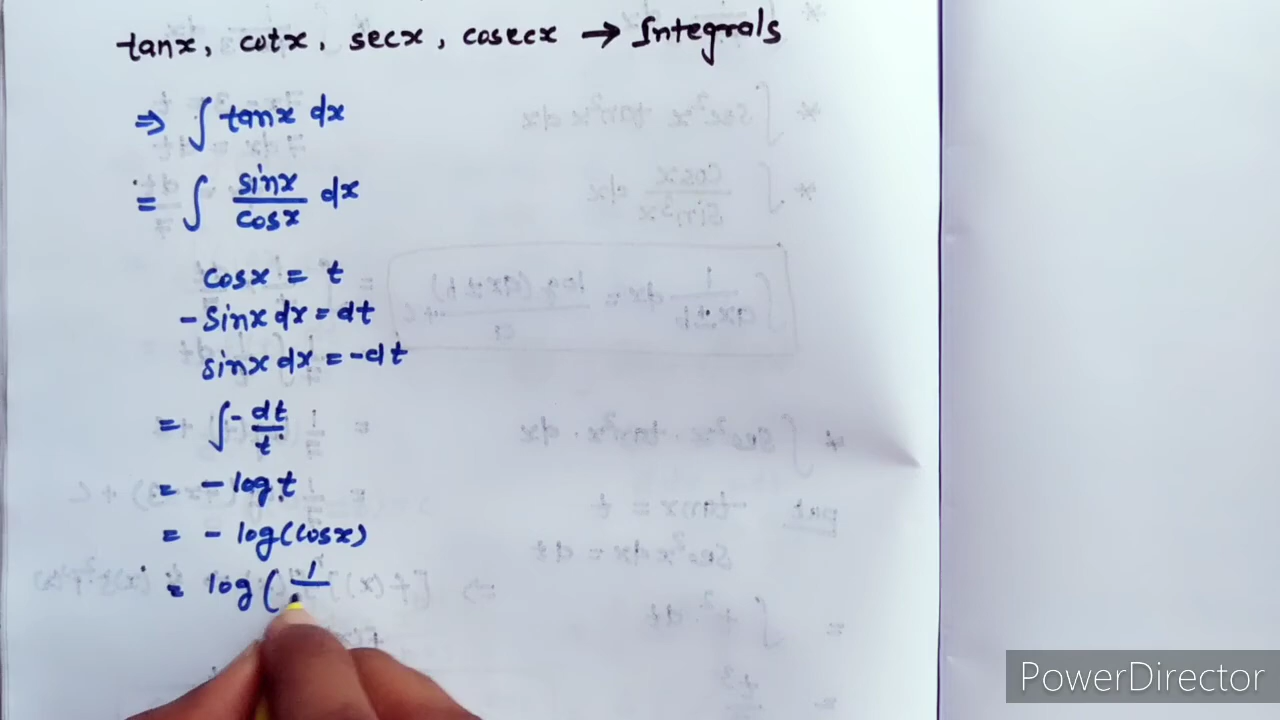 tanx, cotx, secx, cosecx → Integrals
⇒ ∫ tanx dx
= ∫ sinx/cosx dx
cosx = t
- sinx dx = dt
sinx dx = -dt
= ∫ - dt/t
= - log t
= - log(cosx)
= log( 1/
PowerDirector